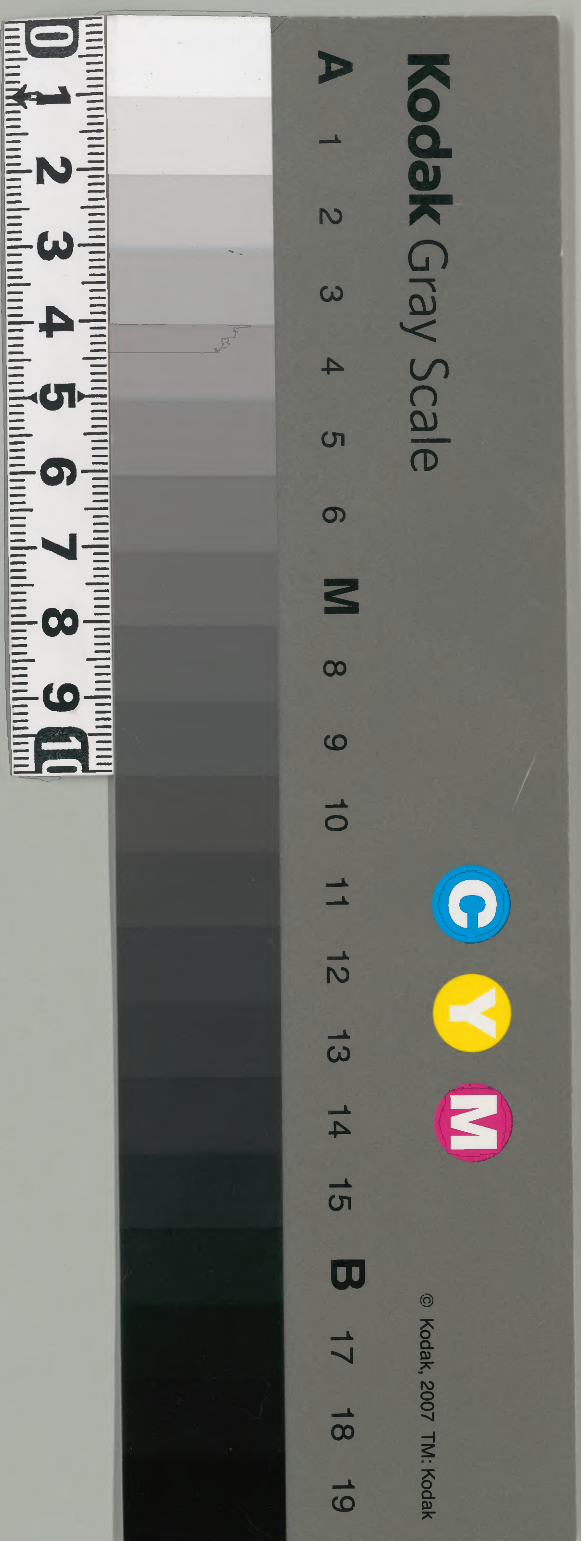 Kodak Gray Scale
C Y M
© Kodak, 2007 TM: Kodak
A 1 2 3 4 5 6 M 8 9 10 11 12 13 14 15 B 17 18 19
0 1 2 3 4 5 6 7 8 9 10